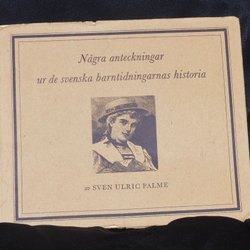 Några anteckningar
ur de svenska barntidningarnas historia
av SVEN ULRIC PALME